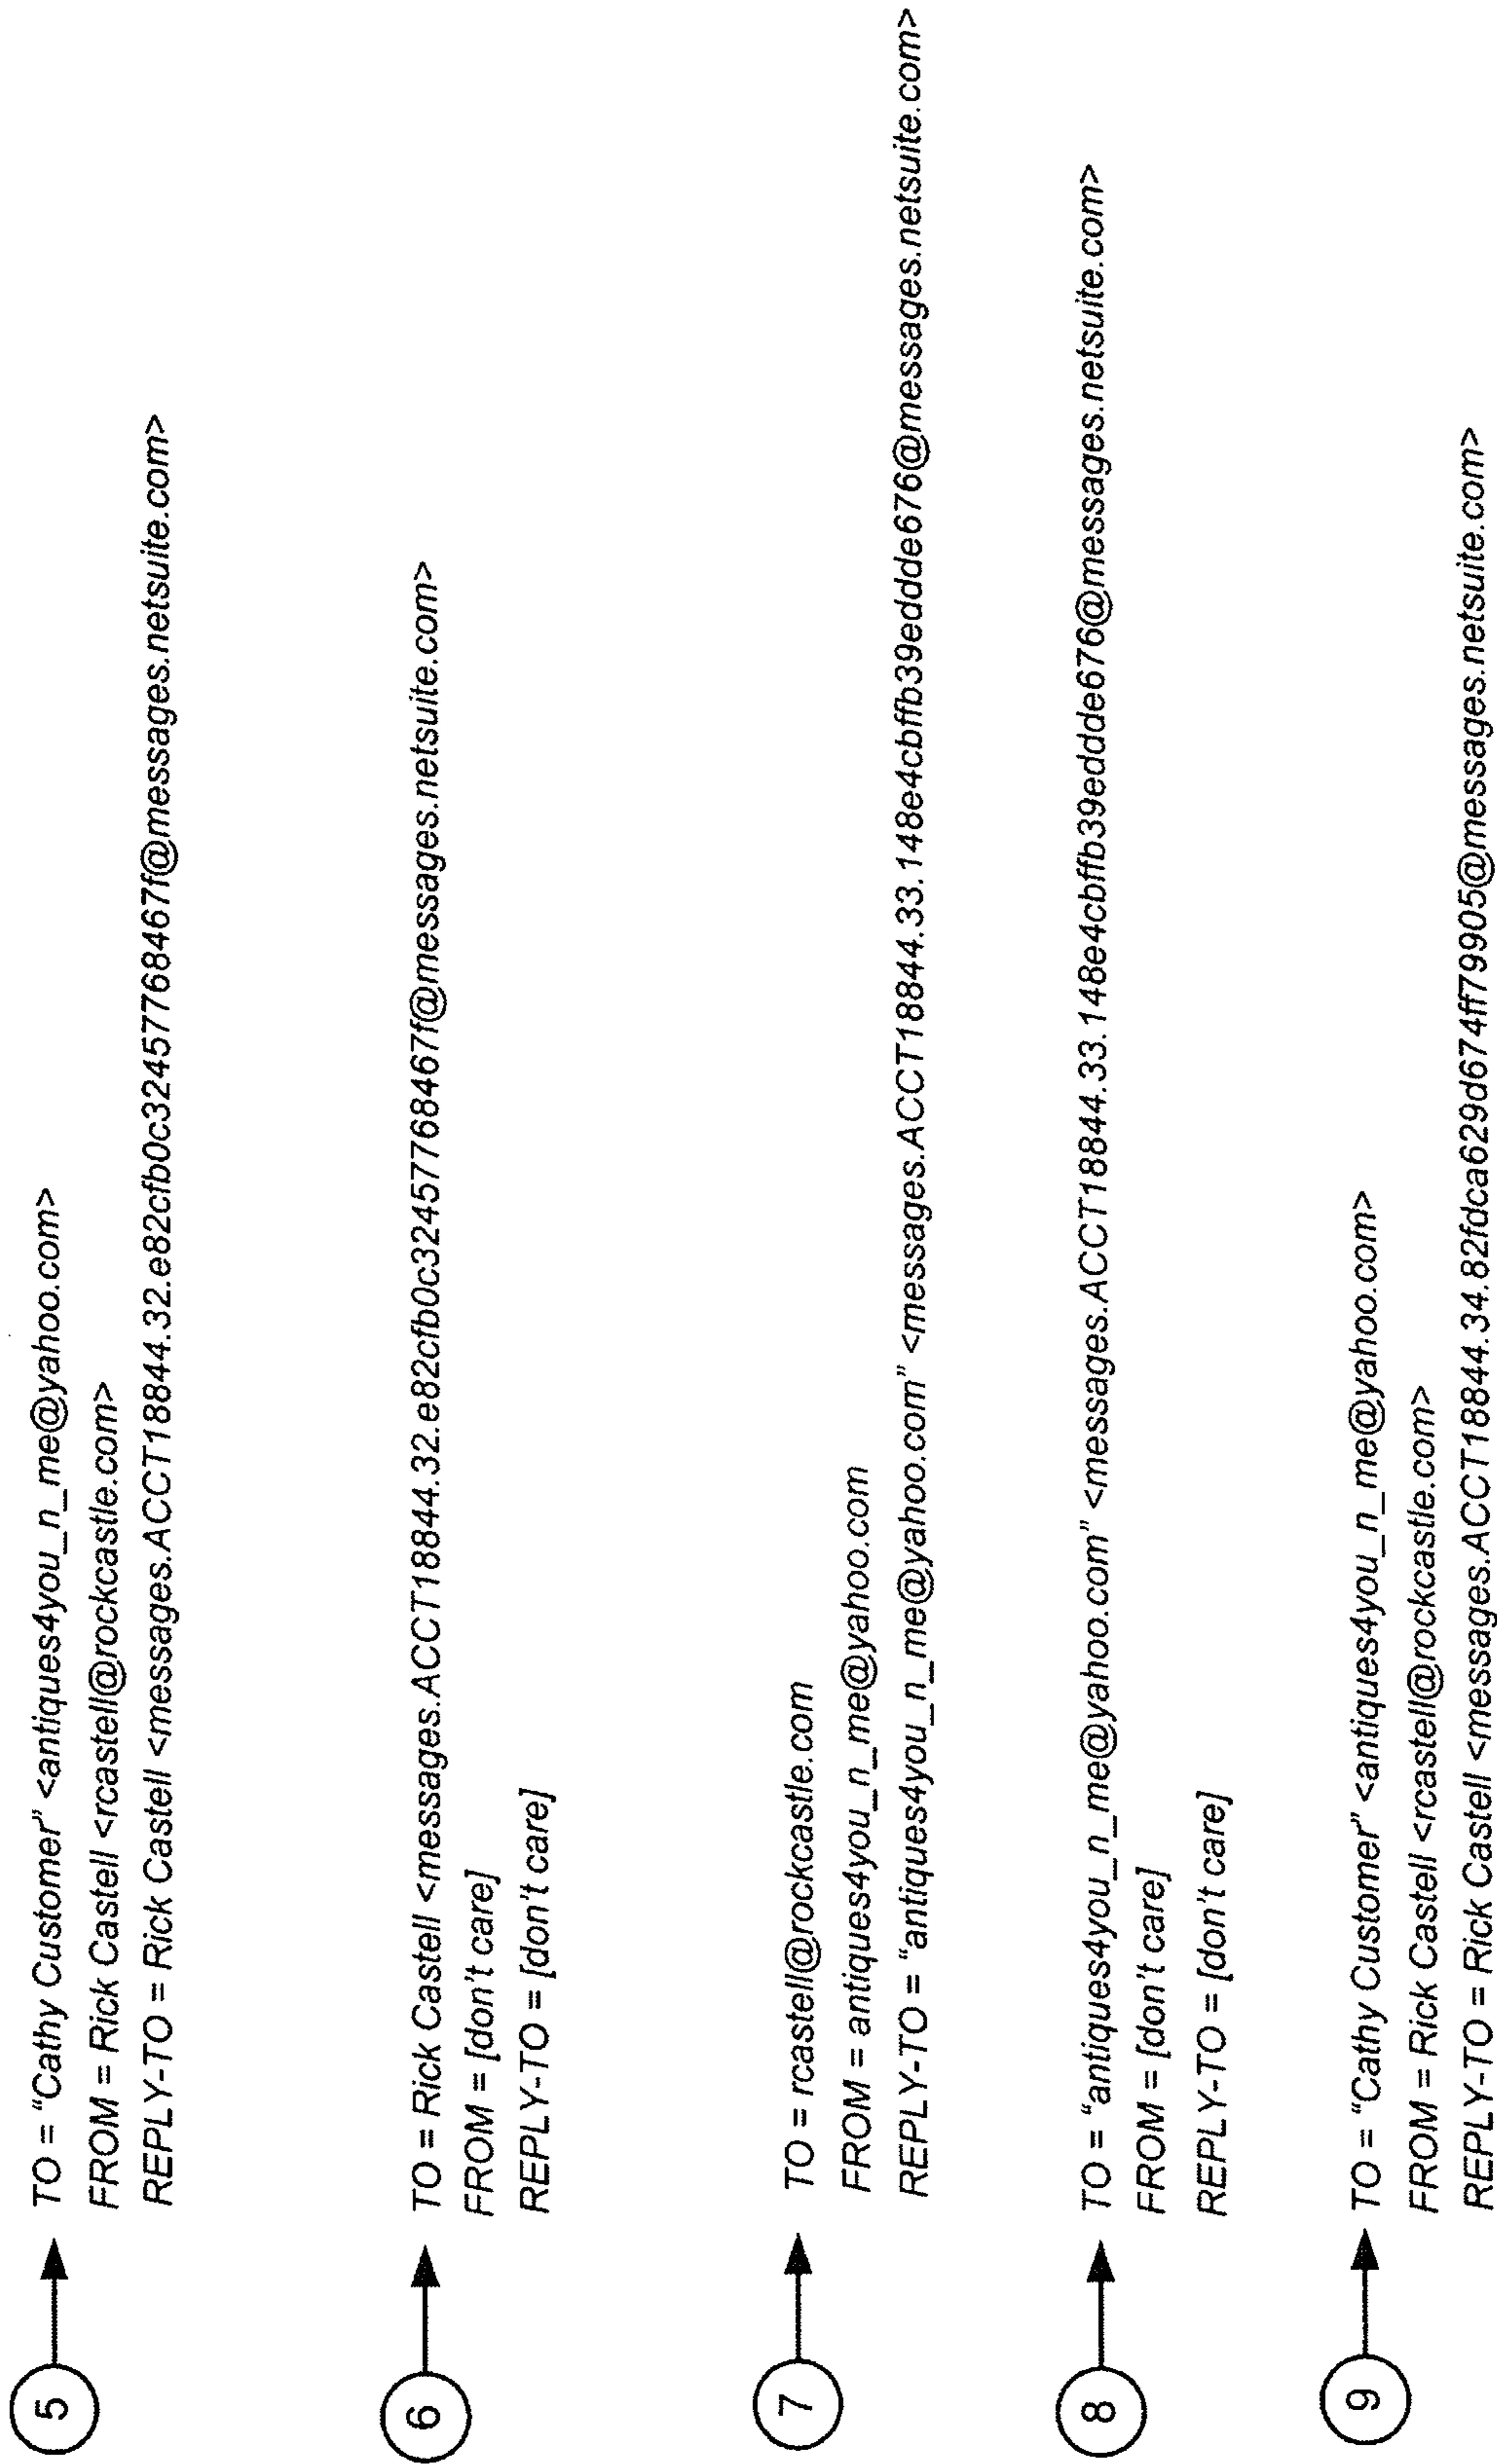 5
TO = "Cathy Customer" <antiques4you_n_me@yahoo.com>
FROM = Rick Castell <rcastell@rockcastle.com>
REPLY-TO = Rick Castell <messages.ACCT18844.32.e82cfb0c32457768467f@messages.netsuite.com>
6
TO = Rick Castell <messages.ACCT18844.32.e82cfb0c32457768467f@messages.netsuite.com>
FROM = [don't care]
REPLY-TO = [don't care]
7
TO = rcastell@rockcastle.com
FROM = antiques4you_n_me@yahoo.com
REPLY-TO = "antiques4you_n_me@yahoo.com" <messages.ACCT18844.33.148e4cbffb39eddde676@messages.netsuite.com>
8
TO = "antiques4you_n_me@yahoo.com" <messages.ACCT18844.33.148e4cbffb39eddde676@messages.netsuite.com>
FROM = [don't care]
REPLY-TO = [don't care]
9
TO = "Cathy Customer" <antiques4you_n_me@yahoo.com>
FROM = Rick Castell <rcastell@rockcastle.com>
REPLY-TO = Rick Castell <messages.ACCT18844.34.82fdca629d674ff79905@messages.netsuite.com>